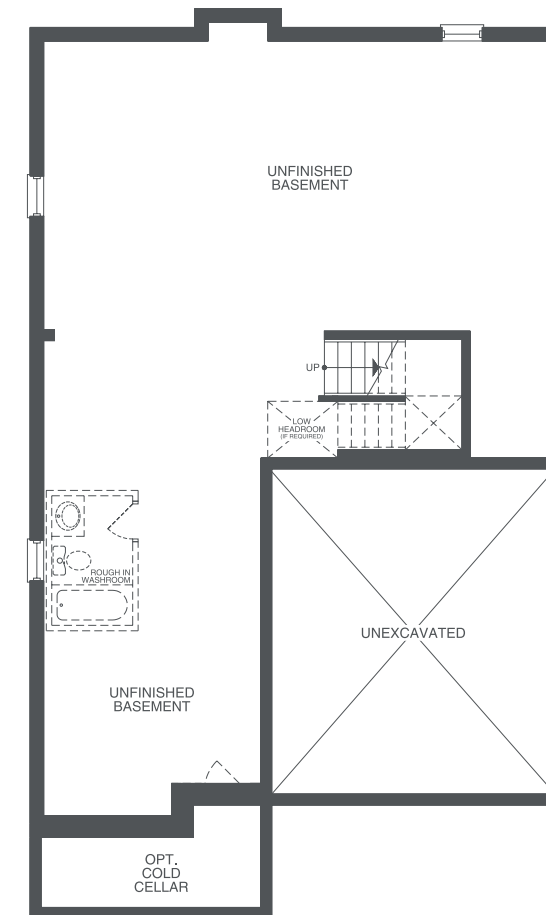 UNFINISHED
BASEMENT
UP
LOW
HEADROOM
(IF REQUIRED)
ROUGH IN
WASHROOM
UNEXCAVATED
UNFINISHED
BASEMENT
OPT.
COLD
CELLAR